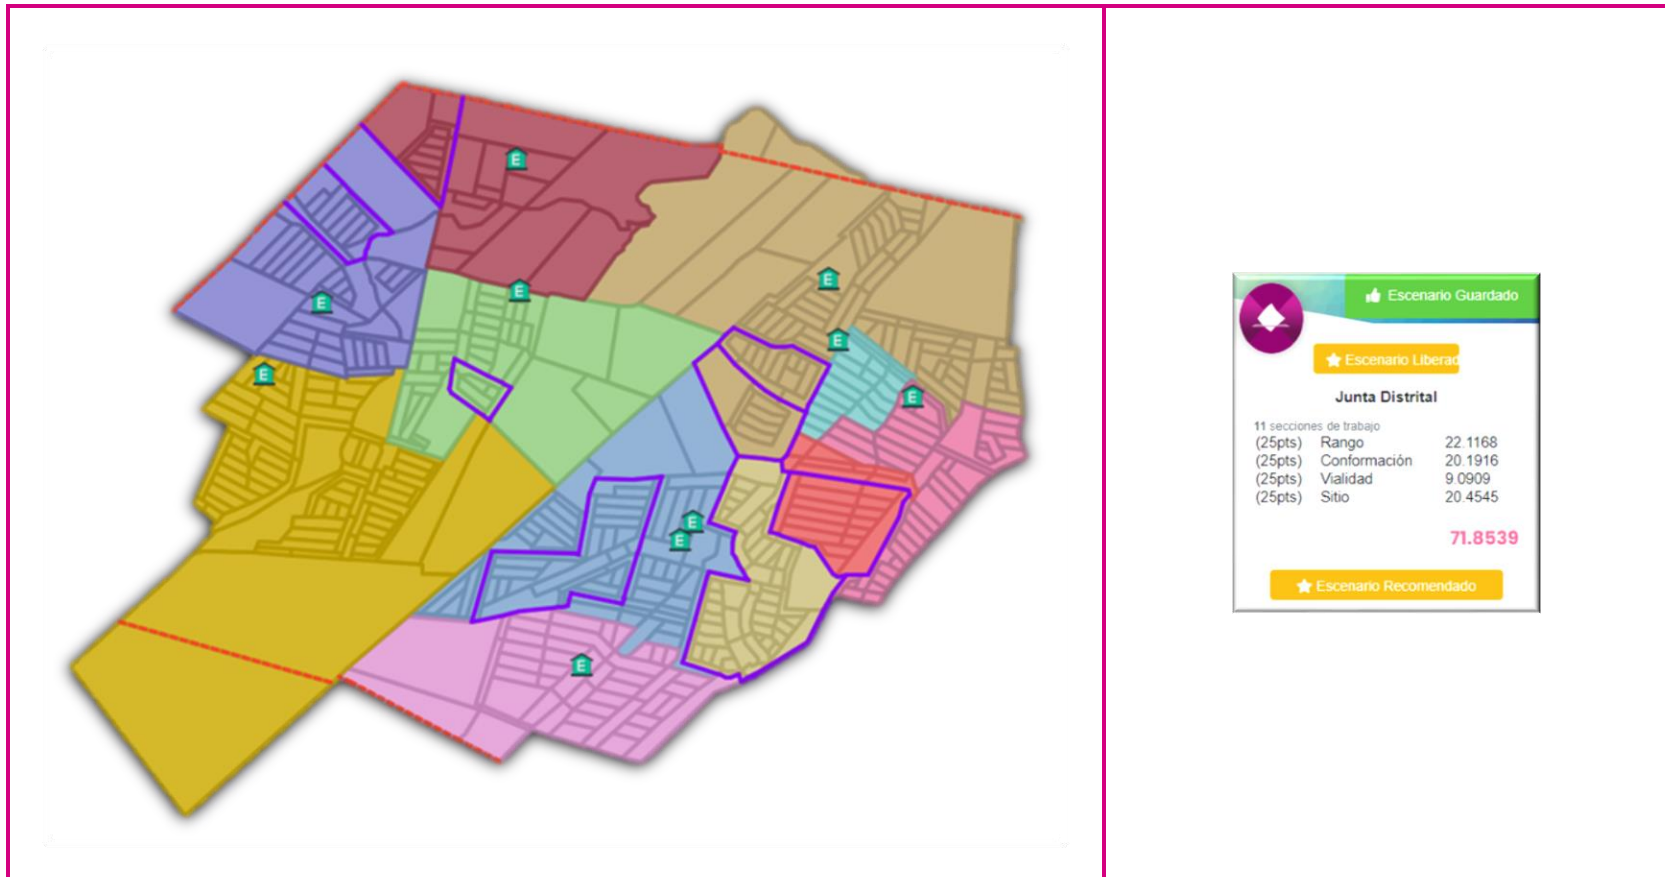 E
E
E
E
E
E
E
E
E
E
Escenario Guardado
Escenario Liberad
Junta Distrital
11 secciones de trabajo
(25pts) Rango 22.1168
(25pts) Conformación 20.1916
(25pts) Vialidad 9.0909
(25pts) Sitio 20.4545
71.8539
Escenario Recomendado